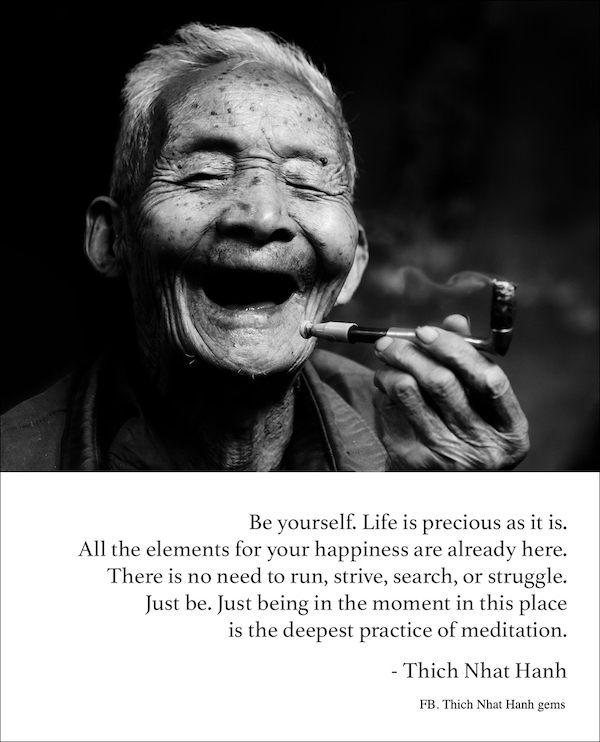 Be yourself. Life is precious as it is.
All the elements for your happiness are already here.
There is no need to run, strive, search, or struggle.
Just be. Just being in the moment in this place
is the deepest practice of meditation.
- Thich Nhat Hanh
FB. Thich Nhat Hanh gems